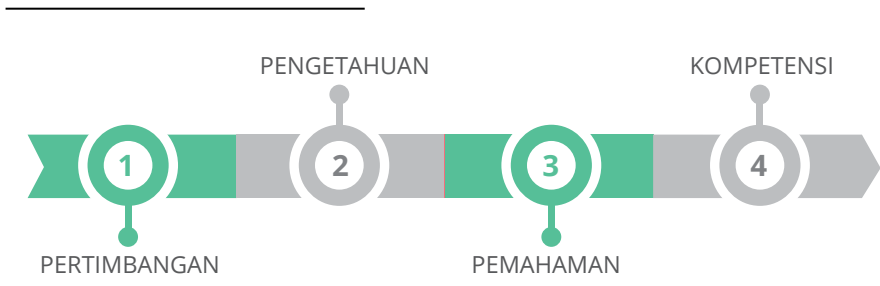 PENGETAHUAN
KOMPETENSI
1
2
3
4
PERTIMBANGAN
PEMAHAMAN